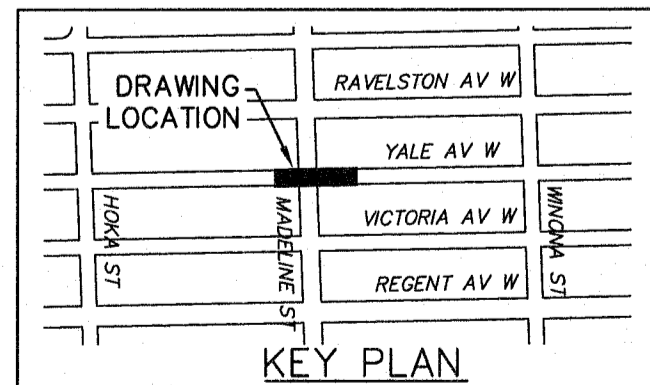 DRAWING
LOCATION
RAVELSTON AV W
YALE AV W
HOKA ST
MADELINE ST
VICTORIA AV W
WINONA ST
REGENT AV W
KEY PLAN